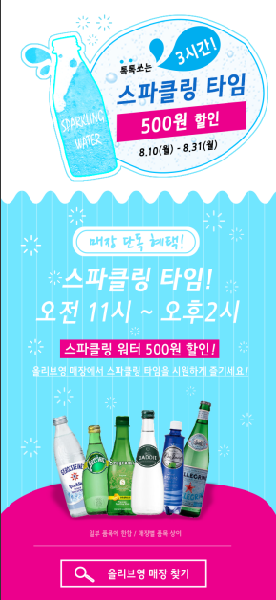 톡톡쏘는
3시간!
스파클링 타임
500원 할인
8.10(월) - 8.31(월)
SPARKLING
WATER
매장 단독 혜택!
스파클링 타임!
오전 11시 ~ 오후2시
스파클링 워터 500원 할인!
올리브영 매장에서 스파클링 타임을 시원하게 즐기세요!
GEROLSTEINER
perrier
일부 품목에 한함 / 매장별 종목 상이
올리브영 매장 찾기